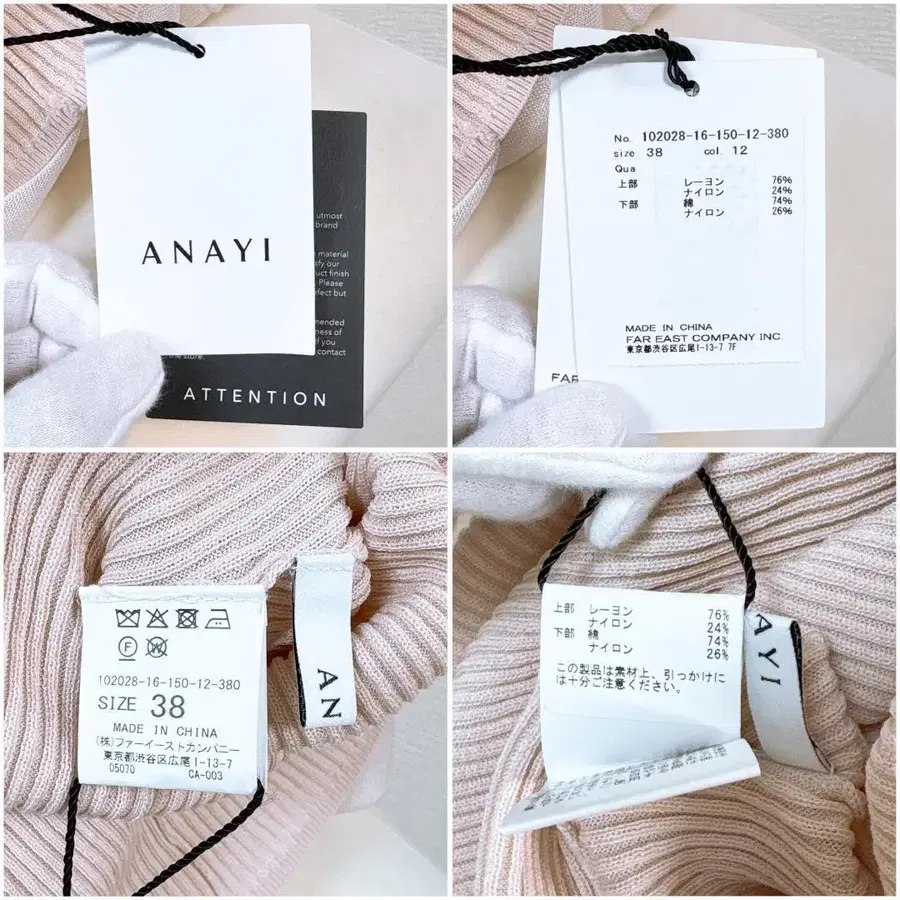 ANAYI
utmost
brand
material
sfy our
uct finish
Please
efect but
mended
ness of
If you
contact
the store.
ATTENTION
No. 102028-16-150-12-380
size 38 col. 12
Qua
上部 レーヨン 76%
ナイロン 24%
下部 綿 74%
ナイロン 26%
MADE IN CHINA
FAR EAST COMPANY INC.
東京都渋谷区広尾1-13-7 7F
FAR
102028-16-150-12-380
SIZE 38
MADE IN CHINA
(株)ファーイーストカンパニー
東京都渋谷区広尾1-13-7
05070 CA-003
AN
上部 レーヨン 76%
ナイロン 24%
下部 綿 74%
ナイロン 26%
この製品は素材上、引っかけに
は十分ご注意ください。
AYI